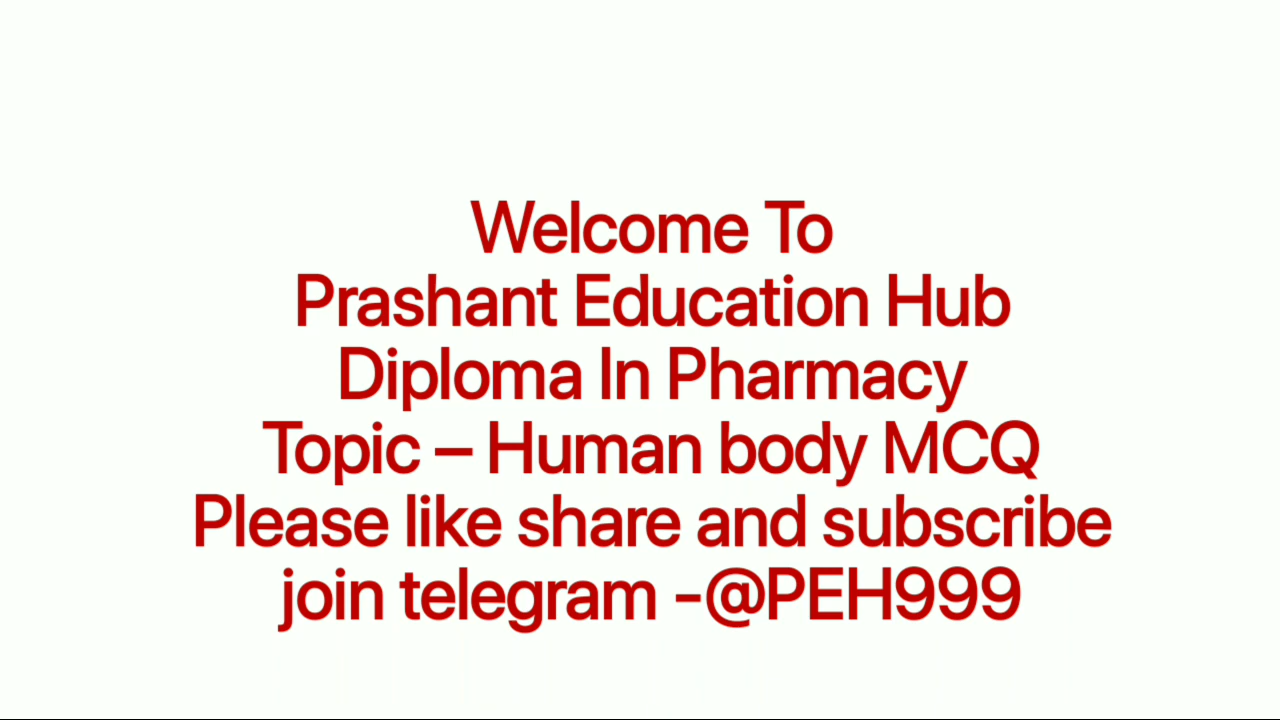 Welcome To
Prashant Education Hub
Diploma In Pharmacy
Topic – Human body MCQ
Please like share and subscribe
join telegram -@PEH999